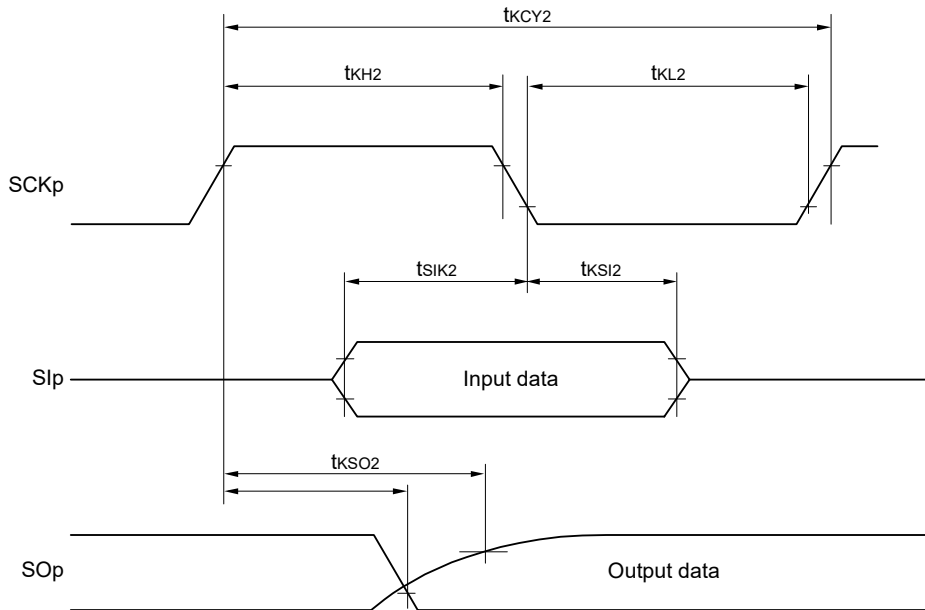 tKCY2
tKH2
tKL2
SCKp
tSIK2
tKSI2
SIp
Input data
tKSO2
SOp
Output data